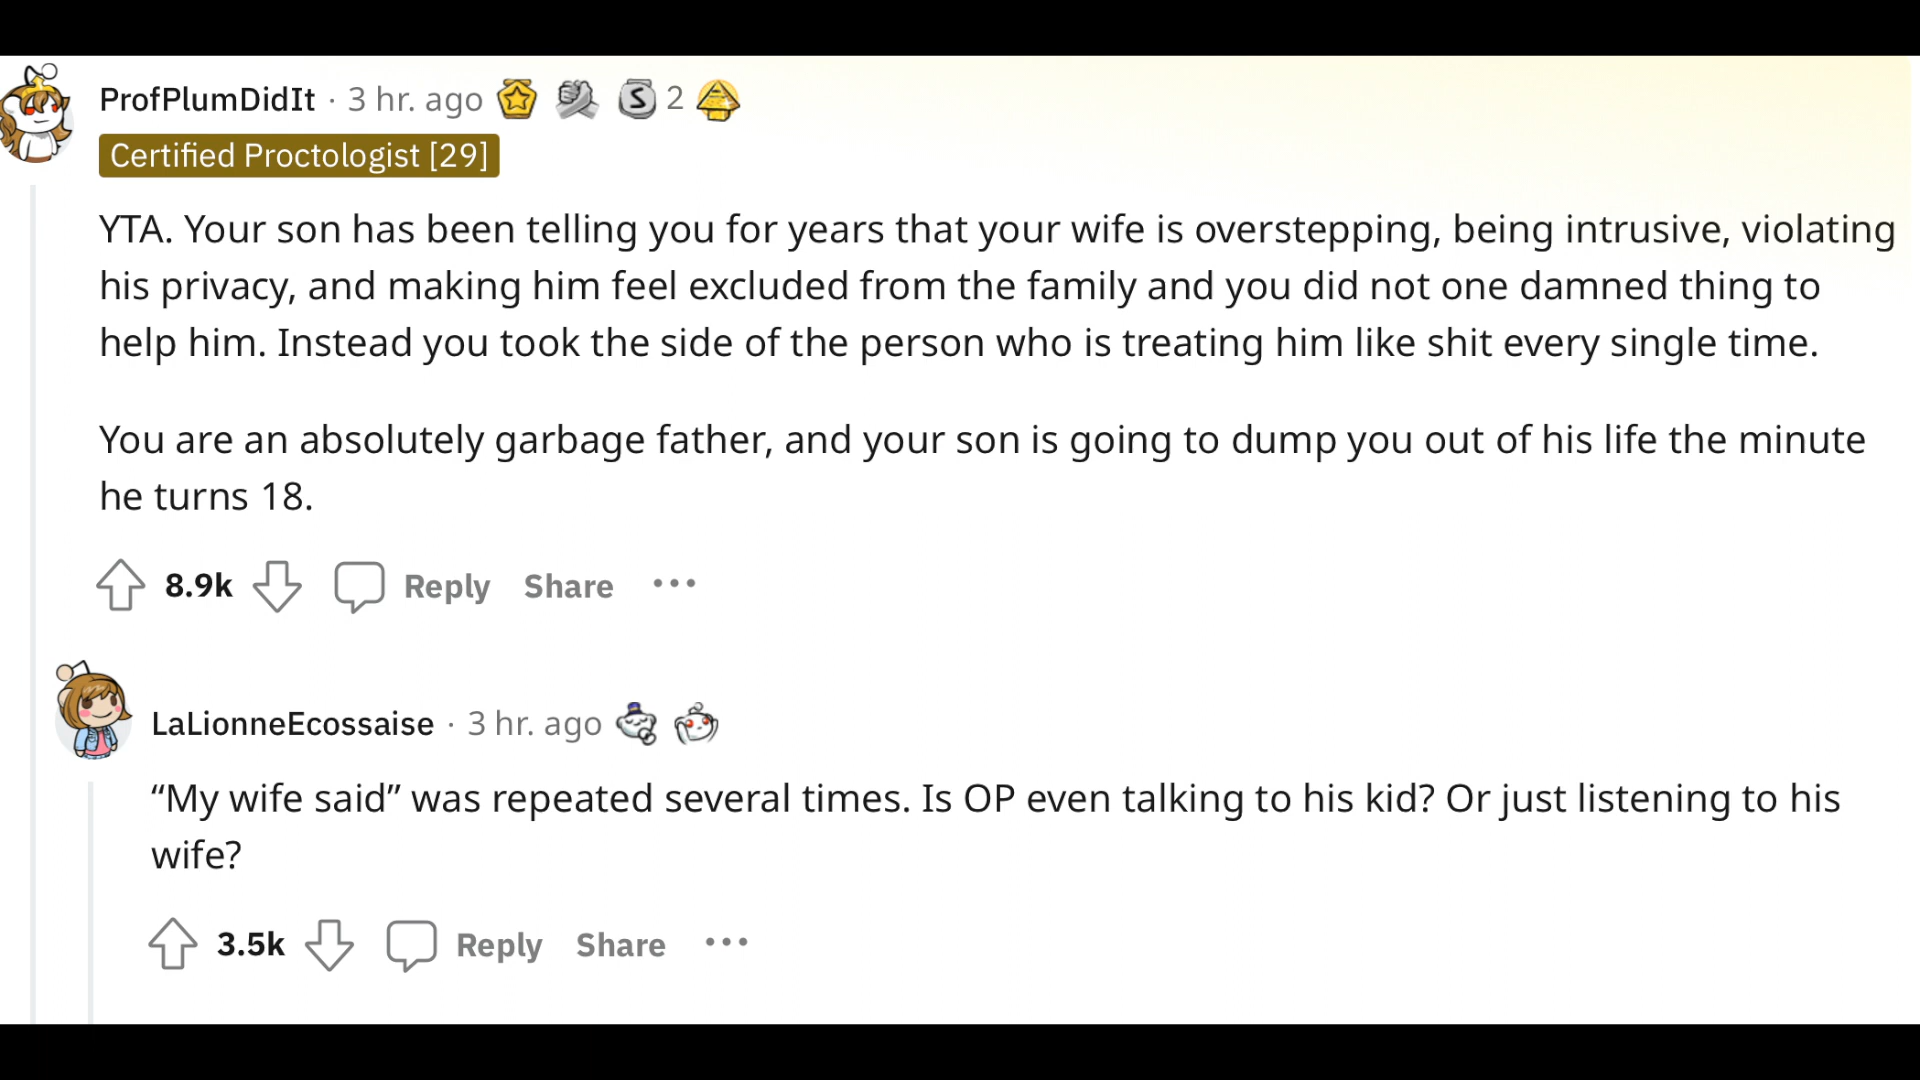 ProfPlumDidIt · 3 hr. ago S 2
Certified Proctologist [29]
YTA. Your son has been telling you for years that your wife is overstepping, being intrusive, violating
his privacy, and making him feel excluded from the family and you did not one damned thing to
help him. Instead you took the side of the person who is treating him like shit every single time.
You are an absolutely garbage father, and your son is going to dump you out of his life the minute
he turns 18.
8.9k Reply Share ···
LaLionneEcossaise · 3 hr. ago
“My wife said” was repeated several times. Is OP even talking to his kid? Or just listening to his
wife?
3.5k Reply Share ···